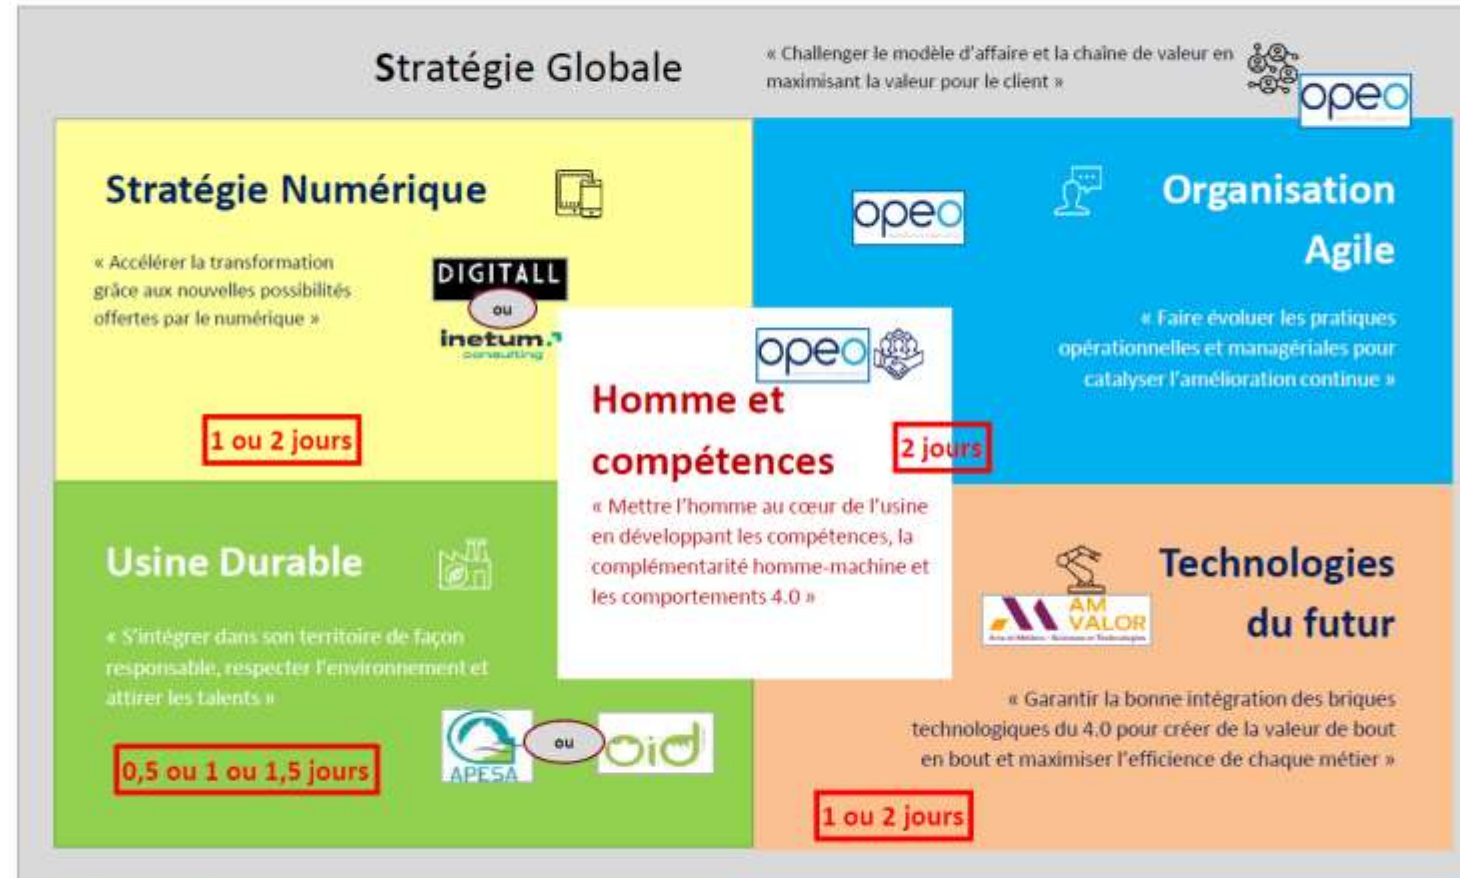 Stratégie Globale
« Challenger le modèle d'affaire et la chaîne de valeur en
maximisant la valeur pour le client »
opeo
Stratégie Numérique
« Accélérer la transformation
grâce aux nouvelles possibilités
offertes par le numérique »
DIGITALL
ou
inetum.
consulting
1 ou 2 jours
opeo
Organisation
Agile
« Faire évoluer les pratiques
opérationnelles et managériales pour
catalyser l'amélioration continue »
opeo
Homme et
compétences
2 jours
« Mettre l'homme au cœur de l'usine
en développant les compétences, la
complémentarité homme-machine et
les comportements 4.0 »
Usine Durable
« S'intégrer dans son territoire de façon
responsable, respecter l'environnement et
attirer les talents »
0,5 ou 1 ou 1,5 jours
APESA
ou
oid
Technologies
du futur
AM
VALOR
« Garantir la bonne intégration des briques
technologiques du 4.0 pour créer de la valeur de bout
en bout et maximiser l'efficience de chaque métier »
1 ou 2 jours